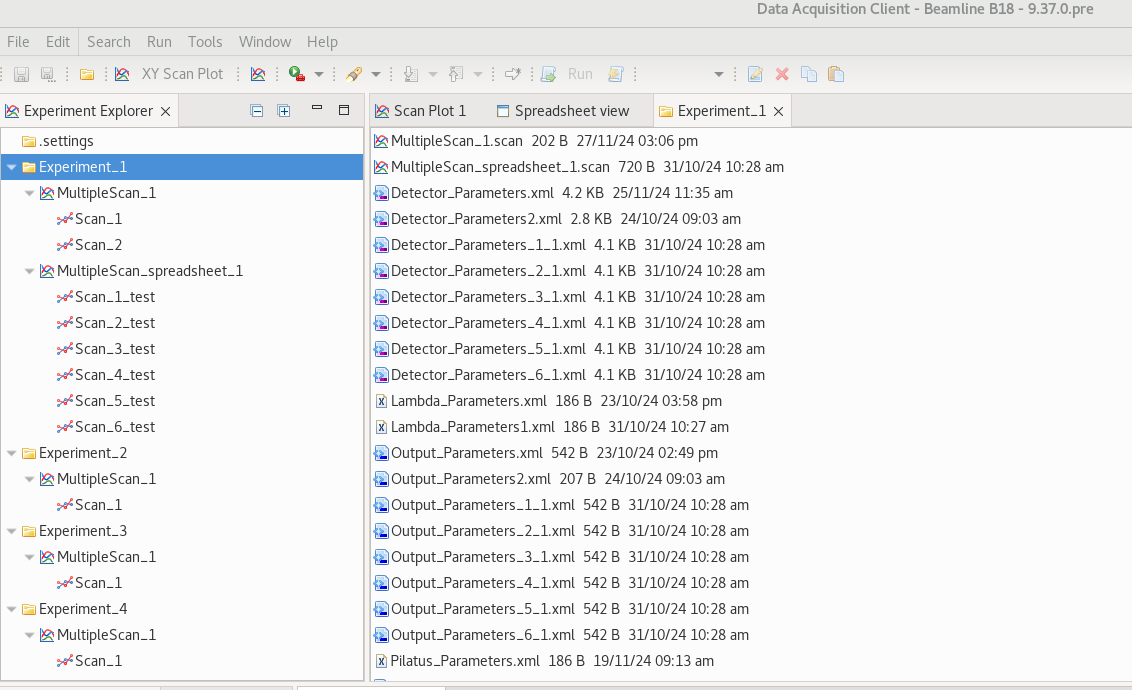 Data Acquisition Client - Beamline B18 - 9.37.0.pre
File Edit Search Run Tools Window Help
XY Scan Plot Run
Experiment Explorer
Scan Plot 1 Spreadsheet view Experiment_1
.settings
Experiment_1
MultipleScan_1
Scan_1
Scan_2
MultipleScan_spreadsheet_1
Scan_1_test
Scan_2_test
Scan_3_test
Scan_4_test
Scan_5_test
Scan_6_test
Experiment_2
MultipleScan_1
Scan_1
Experiment_3
MultipleScan_1
Scan_1
Experiment_4
MultipleScan_1
Scan_1
MultipleScan_1.scan 202 B 27/11/24 03:06 pm
MultipleScan_spreadsheet_1.scan 720 B 31/10/24 10:28 am
Detector_Parameters.xml 4.2 KB 25/11/24 11:35 am
Detector_Parameters2.xml 2.8 KB 24/10/24 09:03 am
Detector_Parameters_1_1.xml 4.1 KB 31/10/24 10:28 am
Detector_Parameters_2_1.xml 4.1 KB 31/10/24 10:28 am
Detector_Parameters_3_1.xml 4.1 KB 31/10/24 10:28 am
Detector_Parameters_4_1.xml 4.1 KB 31/10/24 10:28 am
Detector_Parameters_5_1.xml 4.1 KB 31/10/24 10:28 am
Detector_Parameters_6_1.xml 4.1 KB 31/10/24 10:28 am
Lambda_Parameters.xml 186 B 23/10/24 03:58 pm
Lambda_Parameters1.xml 186 B 31/10/24 10:27 am
Output_Parameters.xml 542 B 23/10/24 02:49 pm
Output_Parameters2.xml 207 B 24/10/24 09:03 am
Output_Parameters_1_1.xml 542 B 31/10/24 10:28 am
Output_Parameters_2_1.xml 542 B 31/10/24 10:28 am
Output_Parameters_3_1.xml 542 B 31/10/24 10:28 am
Output_Parameters_4_1.xml 542 B 31/10/24 10:28 am
Output_Parameters_5_1.xml 542 B 31/10/24 10:28 am
Output_Parameters_6_1.xml 542 B 31/10/24 10:28 am
Pilatus_Parameters.xml 186 B 19/11/24 09:13 am